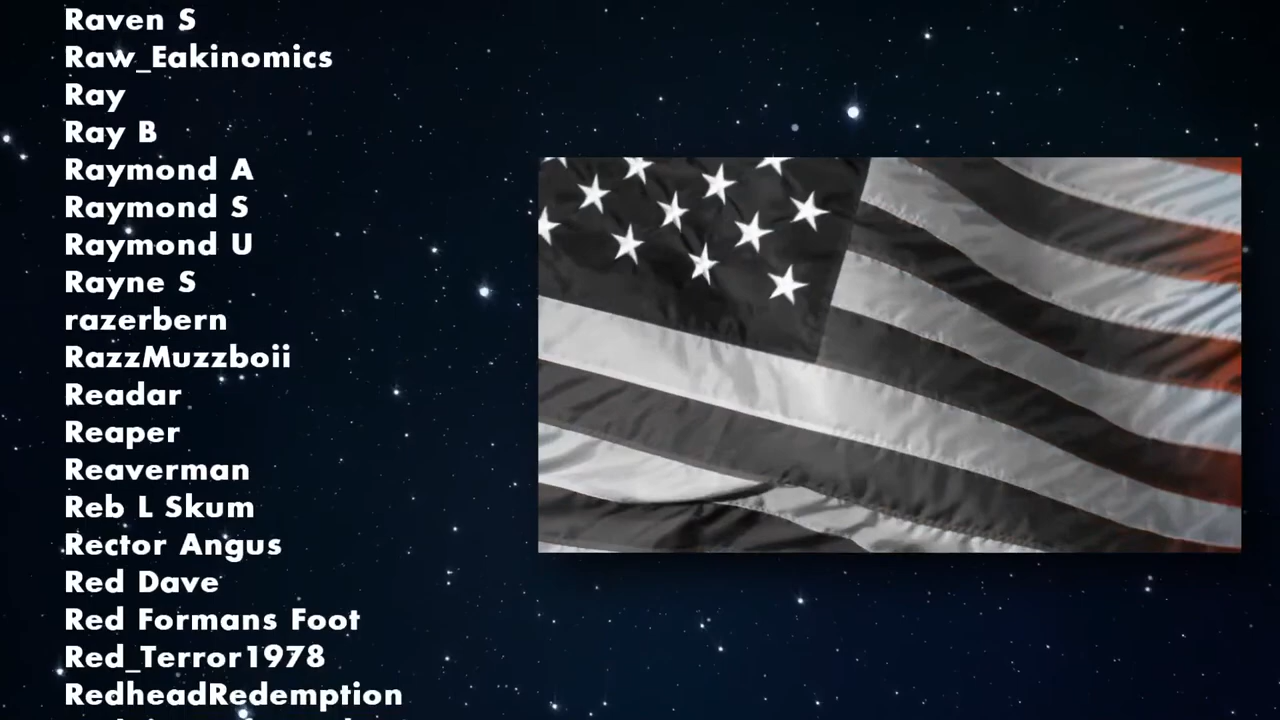 Raven S
Raw_Eakinomics
Ray
Ray B
Raymond A
Raymond S
Raymond U
Rayne S
razerbern
RazzMuzzboii
Readar
Reaper
Reaverman
Reb L Skum
Rector Angus
Red Dave
Red Formans Foot
Red_Terror1978
RedheadRedemption